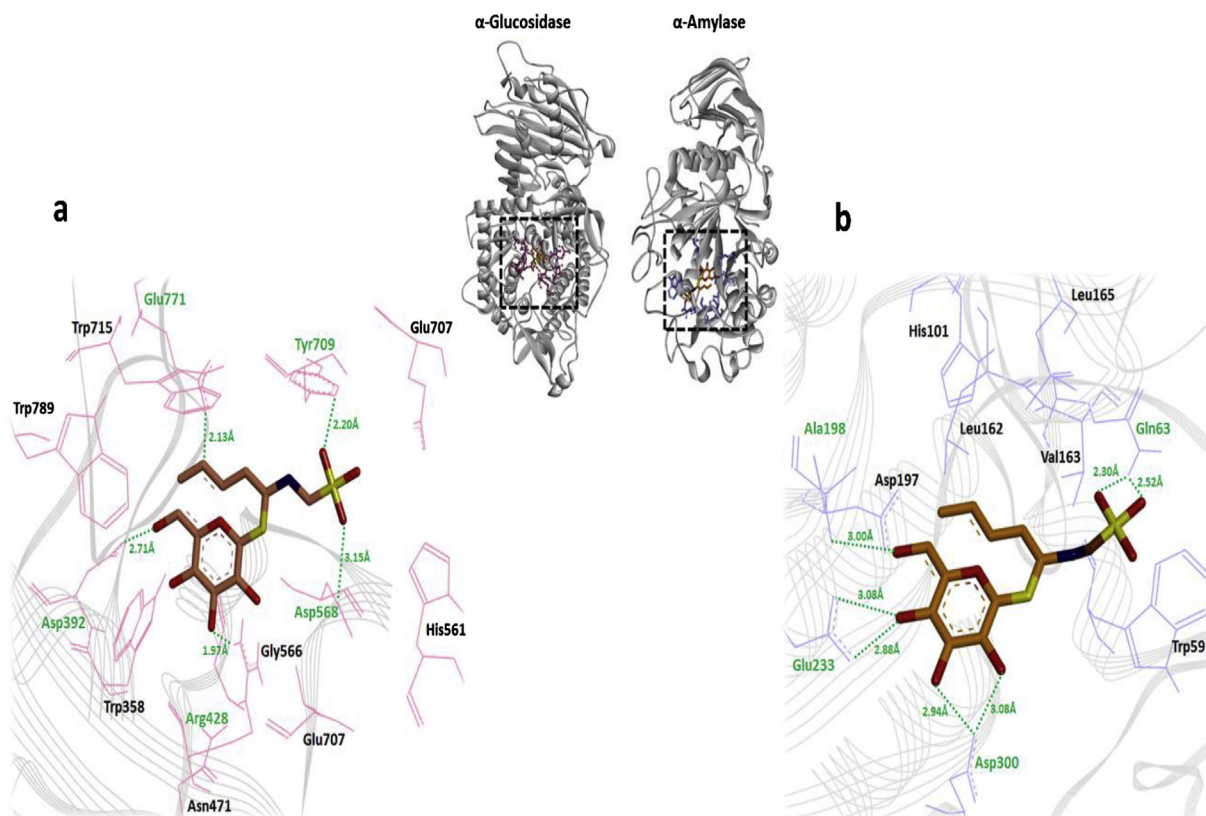 α-Glucosidase
α-Amylase
a
Glu771
Trp715
Tyr709
Glu707
Trp789
2.13Å
2.20Å
2.71Å
3.15Å
Asp392
Asp568
His561
1.97Å
Gly566
Trp358
Arg428
Glu707
Asn471
b
Leu165
His101
Ala198
Leu162
Gln63
Asp197
Val163
2.30Å
2.52Å
3.00Å
3.08Å
Glu233
2.88Å
Trp59
2.94Å
3.08Å
Asp300